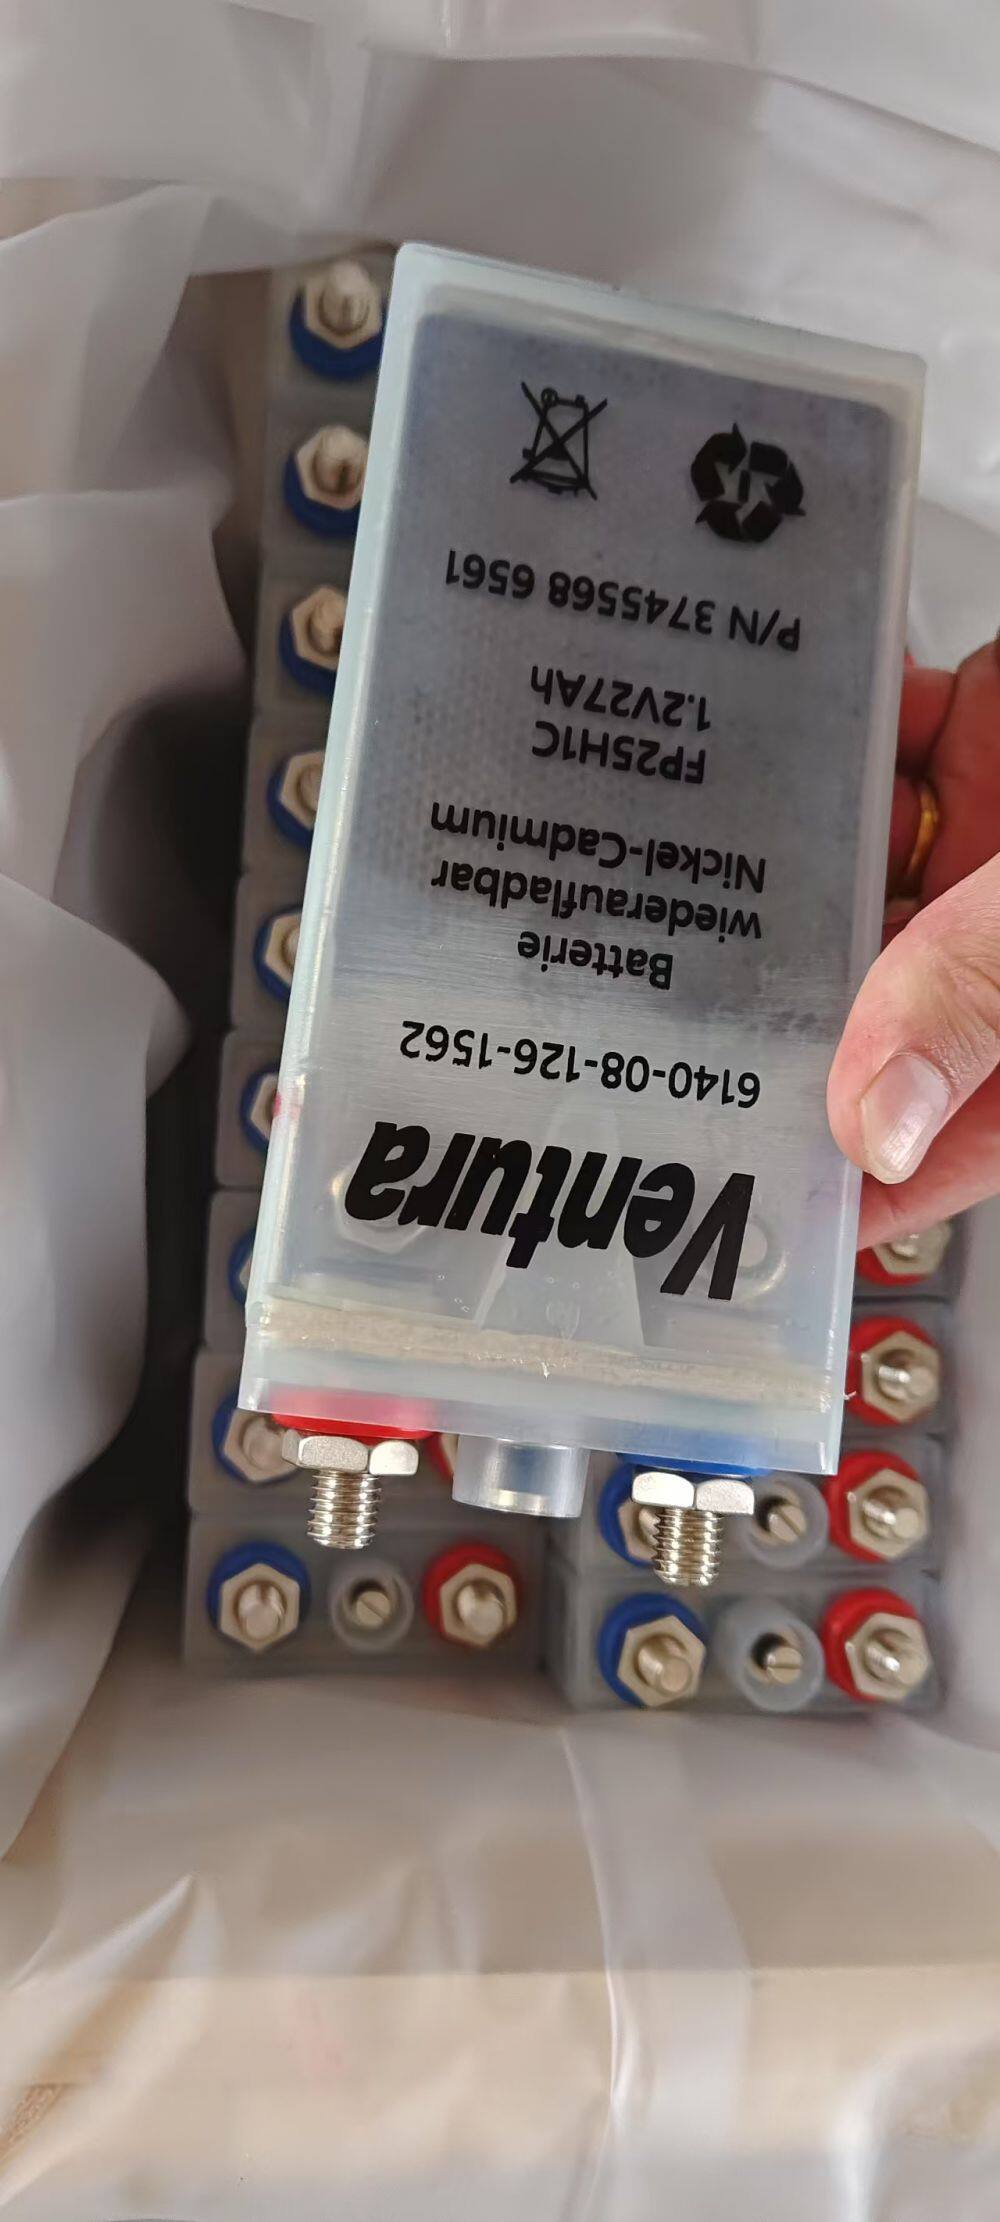 Ventura
6140-08-126-1562
Batterie
wiederaufladbar
Nickel-Cadmium
FP25H1C
1.2V27Ah
P/N 3745568 6561